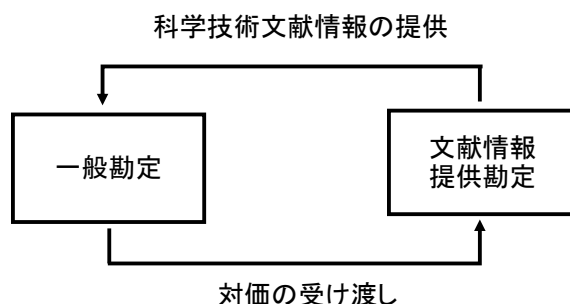 科学技術文献情報の提供
一般勘定
文献情報
提供勘定
対価の受け渡し